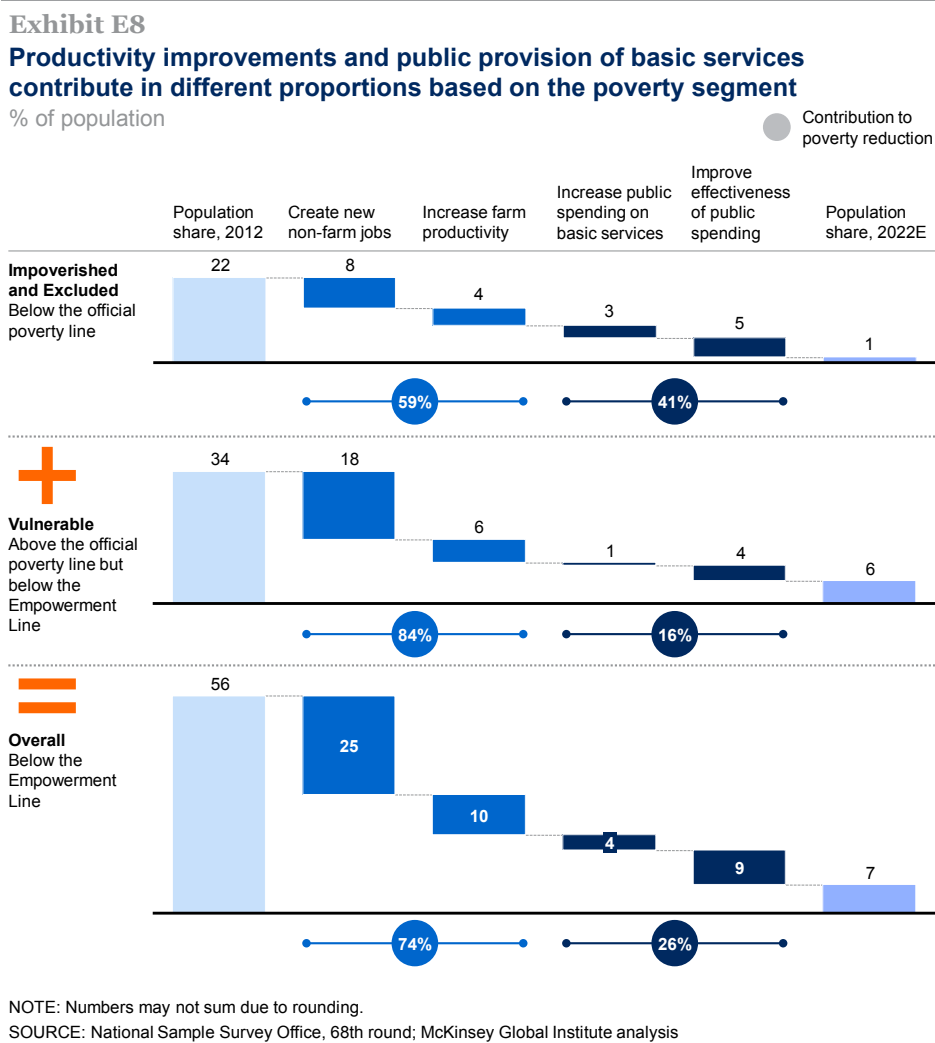 Exhibit E8
Productivity improvements and public provision of basic services
contribute in different proportions based on the poverty segment
% of population
Contribution to
poverty reduction
Population
share, 2012
Create new
non-farm jobs
Increase farm
productivity
Increase public
spending on
basic services
Improve
effectiveness
of public
spending
Population
share, 2022E
Impoverished
and Excluded
Below the official
poverty line
22
8
4
3
5
1
59%
41%
Vulnerable
Above the official
poverty line but
below the
Empowerment
Line
34
18
6
1
4
6
84%
16%
Overall
Below the
Empowerment
Line
56
25
10
4
9
7
74%
26%
NOTE: Numbers may not sum due to rounding.
SOURCE: National Sample Survey Office, 68th round; McKinsey Global Institute analysis